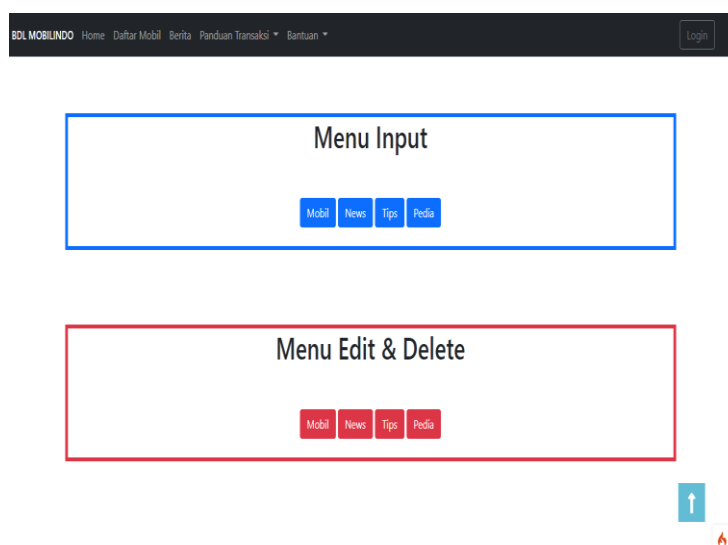 BDL MOBILINDO Home Daftar Mobil Berita Panduan Transaksi Bantuan Login
Menu Input
Mobil News Tips Pedia
Menu Edit & Delete
Mobil News Tips Pedia